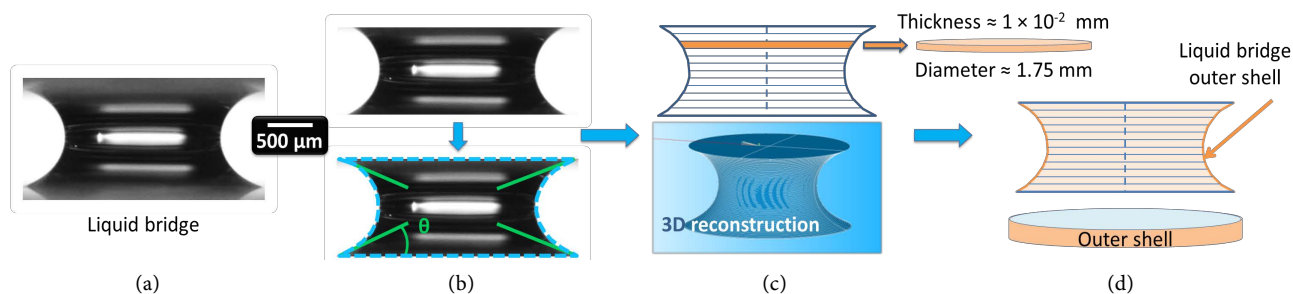 Liquid bridge
500 μm
θ
Thickness ≈ 1 × 10⁻² mm
Diameter ≈ 1.75 mm
3D reconstruction
Liquid bridge
outer shell
Outer shell
(a)
(b)
(c)
(d)